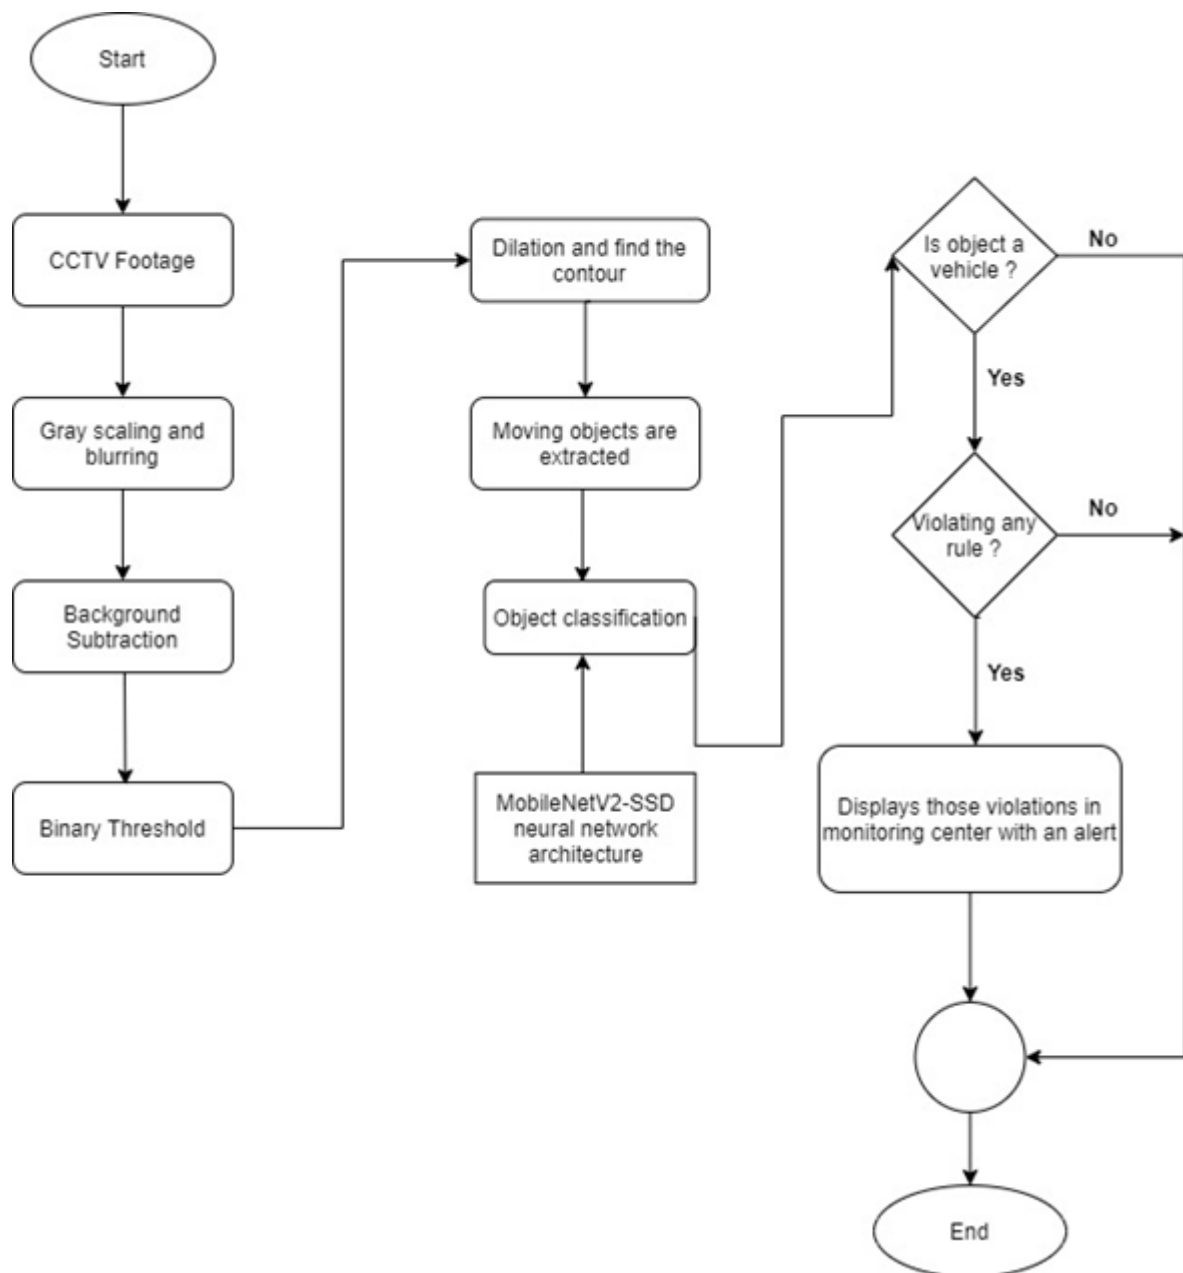 Start
CCTV Footage
Gray scaling and
blurring
Background
Subtraction
Binary Threshold
Dilation and find the
contour
Moving objects are
extracted
Object classification
MobileNetV2-SSD
neural network
architecture
Is object a
vehicle ?
No
Yes
Violating any
rule ?
No
Yes
Displays those violations in
monitoring center with an alert
End